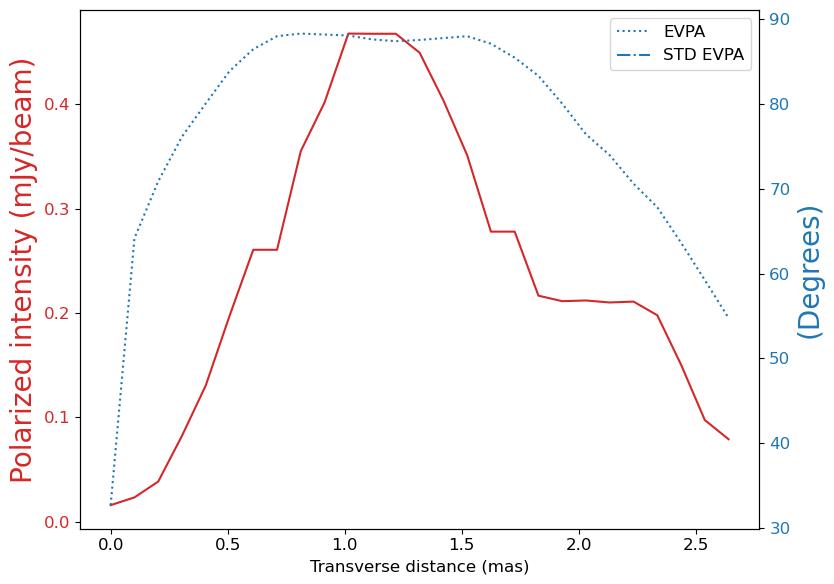 EVPA
STD EVPA
Polarized intensity (mJy/beam)
(Degrees)
0.4
0.3
0.2
0.1
0.0
90
80
70
60
50
40
30
0.0 0.5 1.0 1.5 2.0 2.5
Transverse distance (mas)